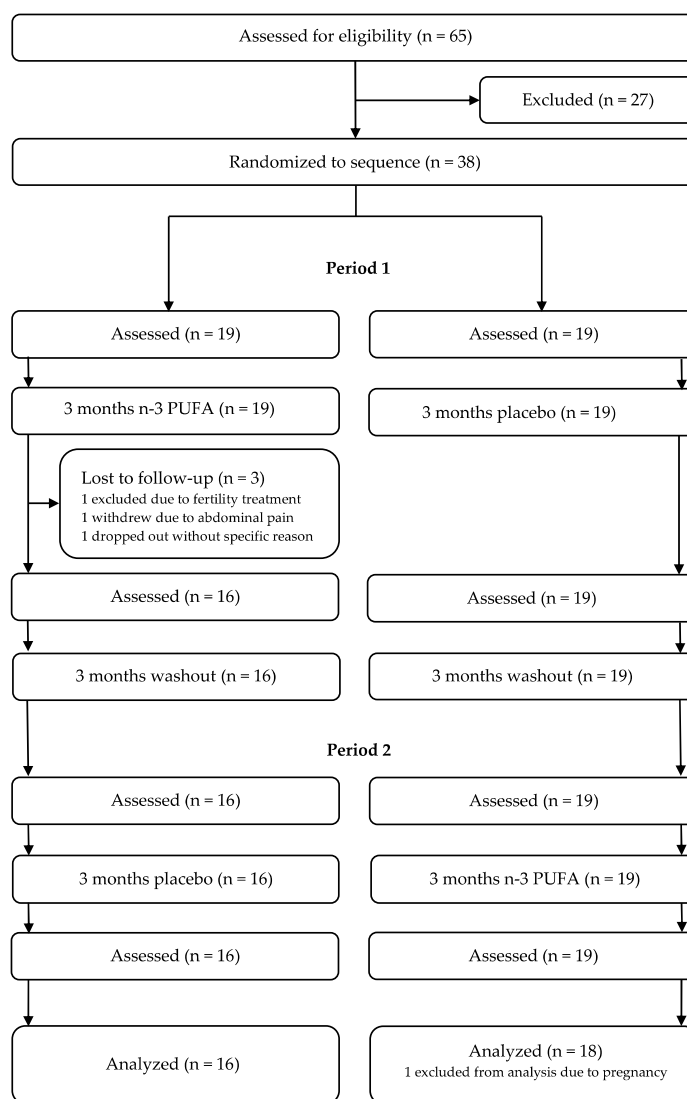 Assessed for eligibility (n = 65)
Excluded (n = 27)
Randomized to sequence (n = 38)
Period 1
Assessed (n = 19)
Assessed (n = 19)
3 months n-3 PUFA (n = 19)
3 months placebo (n = 19)
Lost to follow-up (n = 3)
1 excluded due to fertility treatment
1 withdrew due to abdominal pain
1 dropped out without specific reason
Assessed (n = 16)
Assessed (n = 19)
3 months washout (n = 16)
3 months washout (n = 19)
Period 2
Assessed (n = 16)
Assessed (n = 19)
3 months placebo (n = 16)
3 months n-3 PUFA (n = 19)
Assessed (n = 16)
Assessed (n = 19)
Analyzed (n = 16)
Analyzed (n = 18)
1 excluded from analysis due to pregnancy